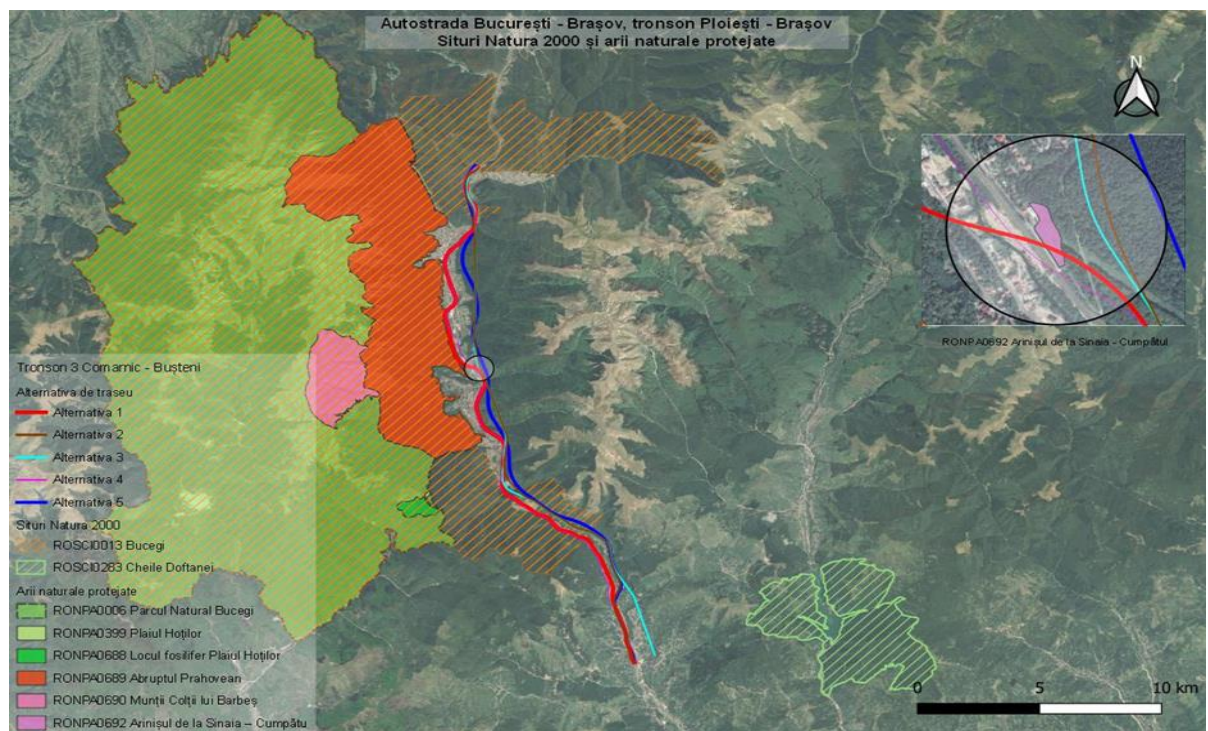 Autostrada București - Brașov, tronson Ploiești - Brașov
Situri Natura 2000 și arii naturale protejate
N
RONPA0692 Arinișul de la Sinaia - Cumpătul
Tronson 3 Comarnic - Bușteni
Alternativa de traseu
Alternativa 1
Alternativa 2
Alternativa 3
Alternativa 4
Alternativa 5
Situri Natura 2000
ROSCI0013 Bucegi
ROSCI0283 Cheile Doftanei
Arii naturale protejate
RONPA0006 Parcul Natural Bucegi
RONPA0399 Plaiul Hoților
RONPA0688 Locul fosilifer Plaiul Hoților
RONPA0689 Abruptul Prahovean
RONPA0690 Munții Colții lui Barbeș
RONPA0692 Arinișul de la Sinaia – Cumpătu
0 5 10 km